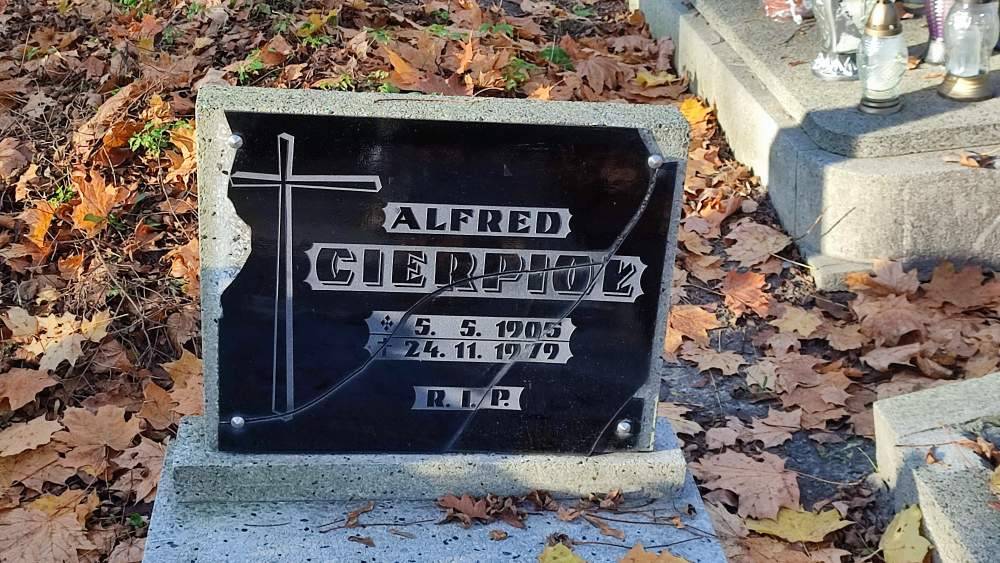 ALFRED
CIERPIOŁ
5. 5. 1905
† 24. 11. 1979
R. I. P.